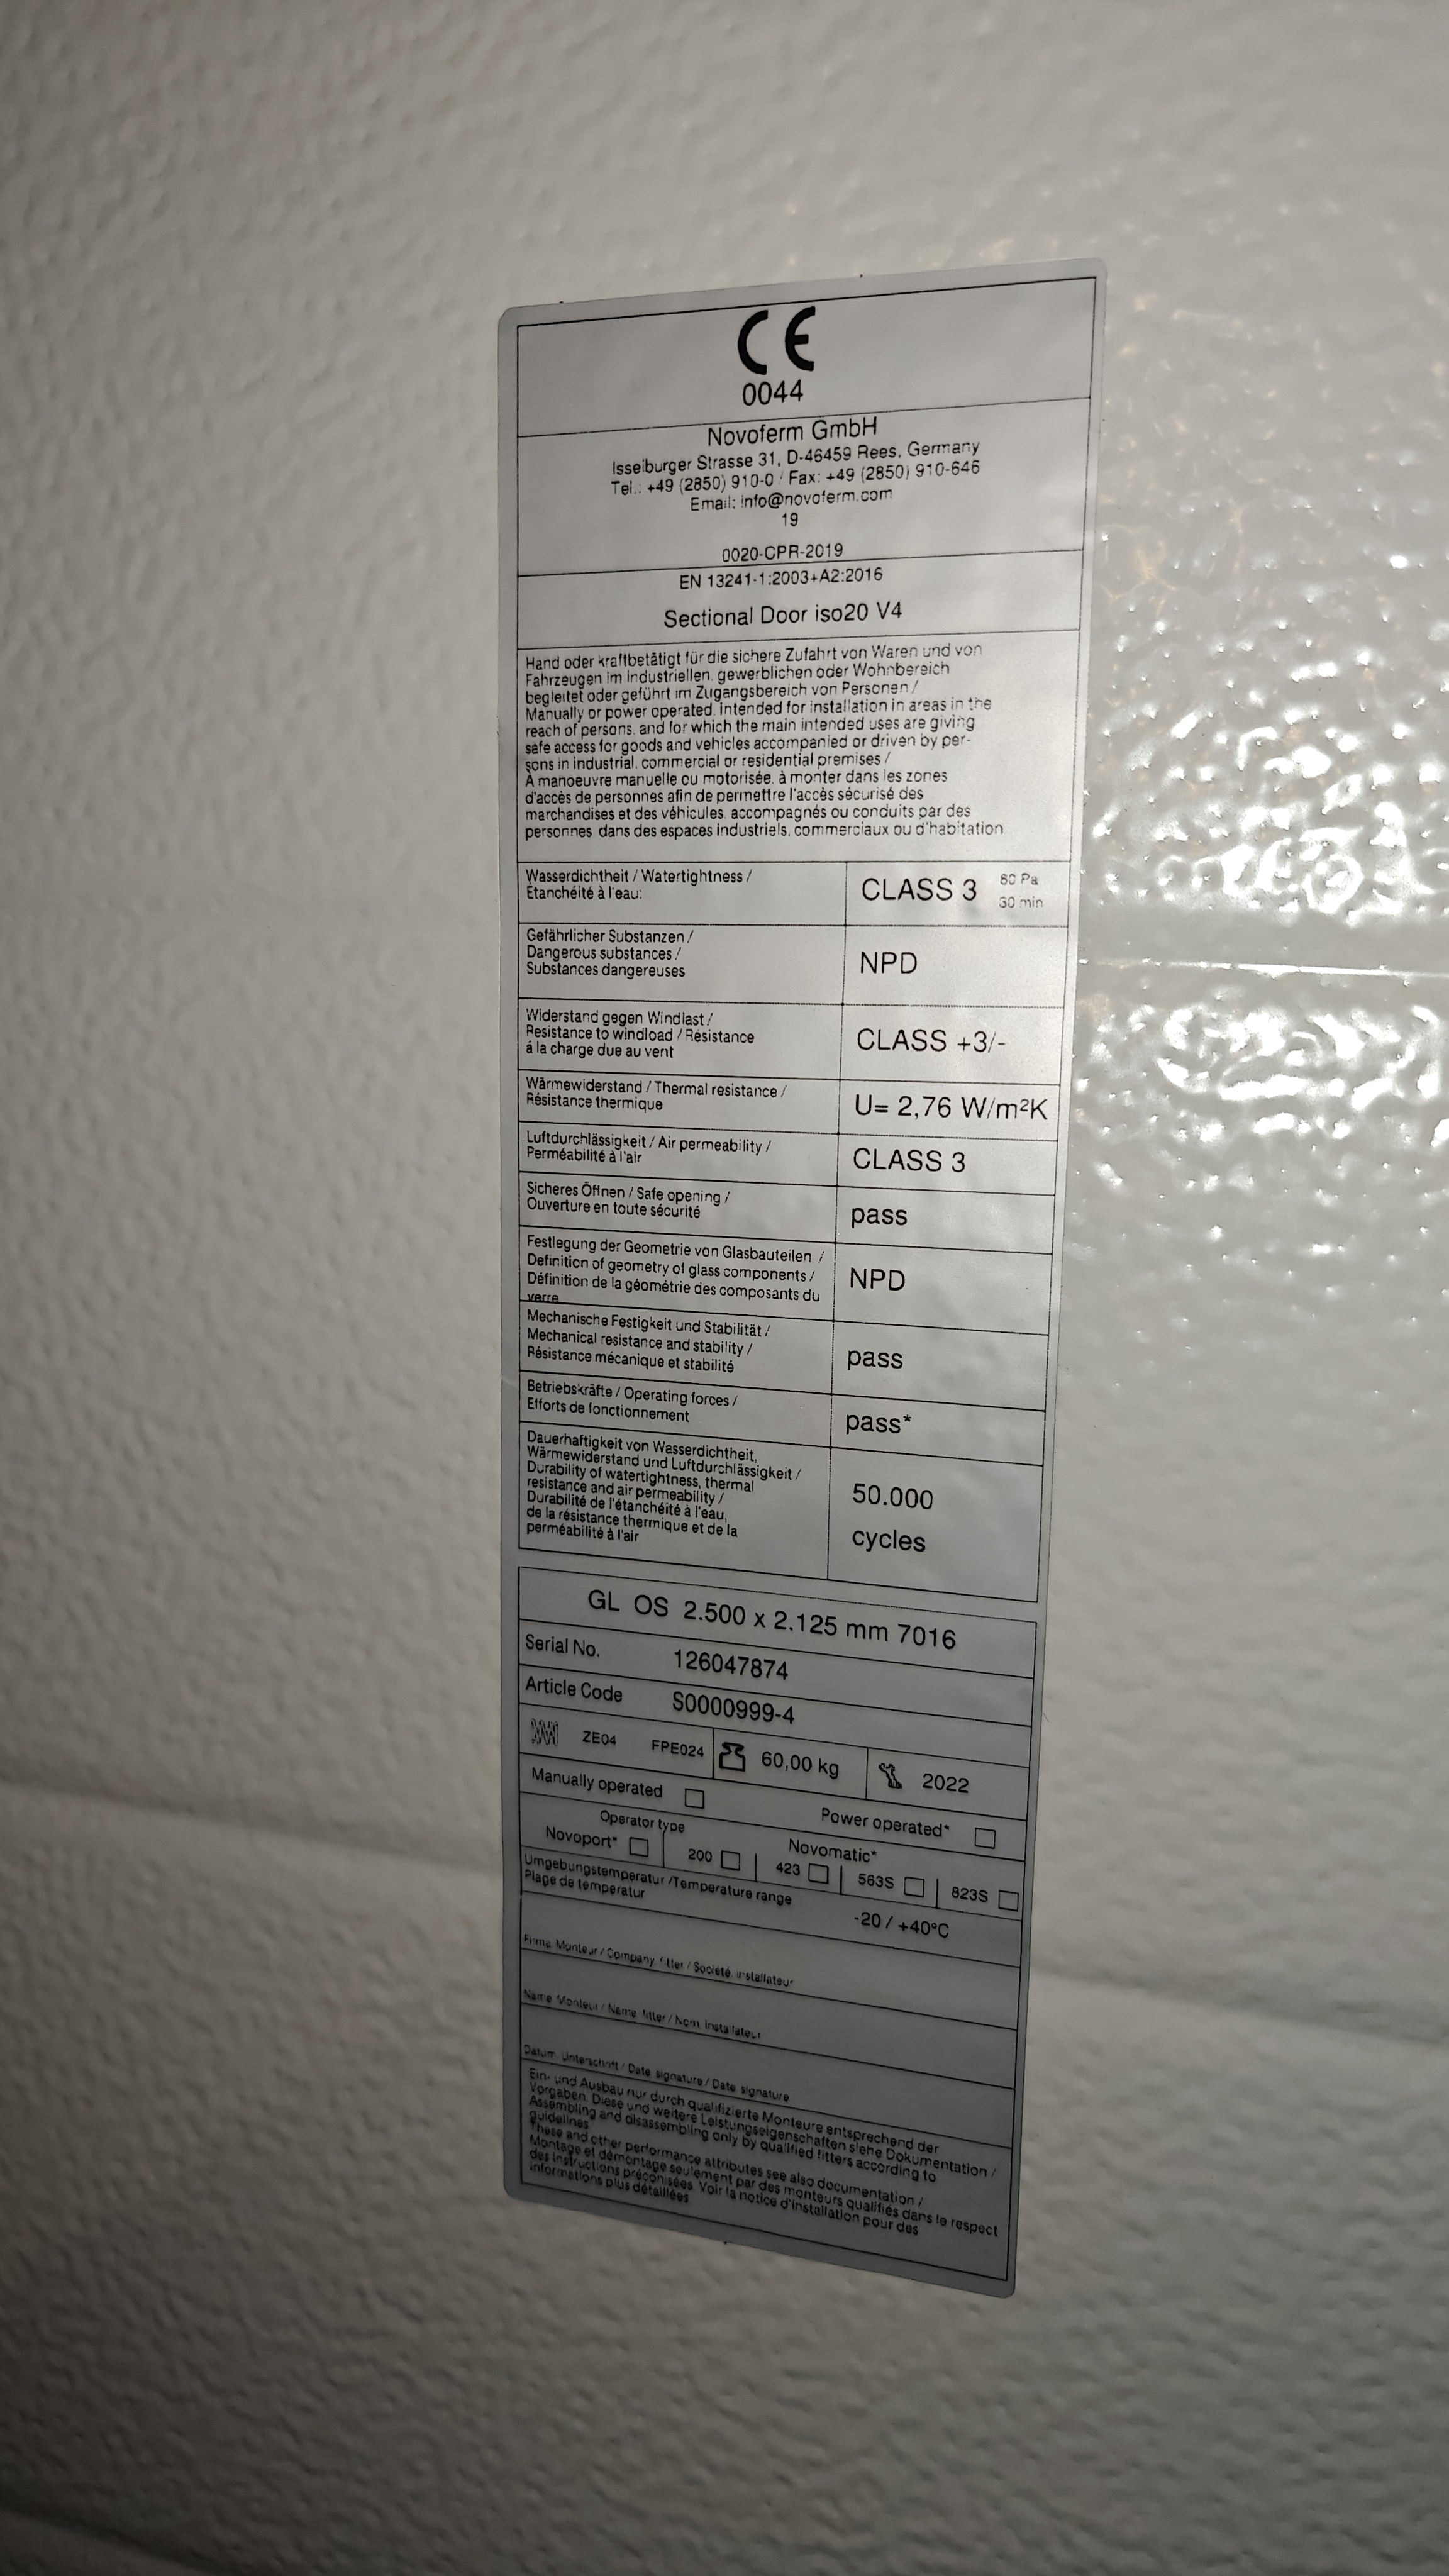 CE
0044
Novoferm GmbH
Isselburger Strasse 31, D-46459 Rees, Germany
Tel.: +49 (2850) 910-0 / Fax: +49 (2850) 910-646
Email: info@novoferm.com
19
0020-CPR-2019
EN 13241-1:2003+A2:2016
Sectional Door iso20 V4
Hand oder kraftbetätigt für die sichere Zufahrt von Waren und von
Fahrzeugen im industriellen, gewerblichen oder Wohnbereich
begleitet oder geführt im Zugangsbereich von Personen /
Manually or power operated, intended for installation in areas in the
reach of persons, and for which the main intended uses are giving
safe access for goods and vehicles accompanied or driven by per-
sons in industrial, commercial or residential premises /
À manoeuvre manuelle ou motorisée, à monter dans les zones
d'accès de personnes afin de permettre l'accès sécurisé des
marchandises et des véhicules, accompagnés ou conduits par des
personnes, dans des espaces industriels, commerciaux ou d'habitation.
Wasserdichtheit / Watertightness /
Étanchéité à l'eau:
CLASS 3 80 Pa
30 min
Gefährlicher Substanzen /
Dangerous substances /
Substances dangereuses
NPD
Widerstand gegen Windlast /
Resistance to windload / Résistance
à la charge due au vent
CLASS +3/-
Wärmewiderstand / Thermal resistance /
Résistance thermique
U= 2,76 W/m²K
Luftdurchlässigkeit / Air permeability /
Perméabilité à l'air
CLASS 3
Sicheres Öffnen / Safe opening /
Ouverture en toute sécurité
pass
Festlegung der Geometrie von Glasbauteilen /
Definition of geometry of glass components /
Définition de la géométrie des composants du
verre
NPD
Mechanische Festigkeit und Stabilität /
Mechanical resistance and stability /
Résistance mécanique et stabilité
pass
Betriebskräfte / Operating forces /
Efforts de fonctionnement
pass*
Dauerhaftigkeit von Wasserdichtheit,
Wärmewiderstand und Luftdurchlässigkeit /
Durability of watertightness, thermal
resistance and air permeability /
Durabilité de l'étanchéité à l'eau,
de la résistance thermique et de la
perméabilité à l'air
50.000
cycles
GL OS 2.500 x 2.125 mm 7016
Serial No. 126047874
Article Code S0000999-4
ZE04 FPE024 60,00 kg 2022
Manually operated Power operated*
Operator type
Novoport* Novomatic*
200 423 563S 823S
Umgebungstemperatur / Temperature range
Plage de températur
-20 / +40°C
Firma Monteur / Company fitter / Société installateur
Name Monteur / Name fitter / Nom installateur
Datum Unterschrift / Date signature / Date signature
Ein- und Ausbau nur durch qualifizierte Monteure entsprechend der
Vorgaben. Diese und weitere Leistungseigenschaften siehe Dokumentation /
Assembling and disassembling only by qualified fitters according to
guidelines
These and other performance attributes see also documentation /
Montage et démontage seulement par des monteurs qualifiés dans le respect
des instructions préconisées. Voir la notice d'installation pour des
informations plus détaillées